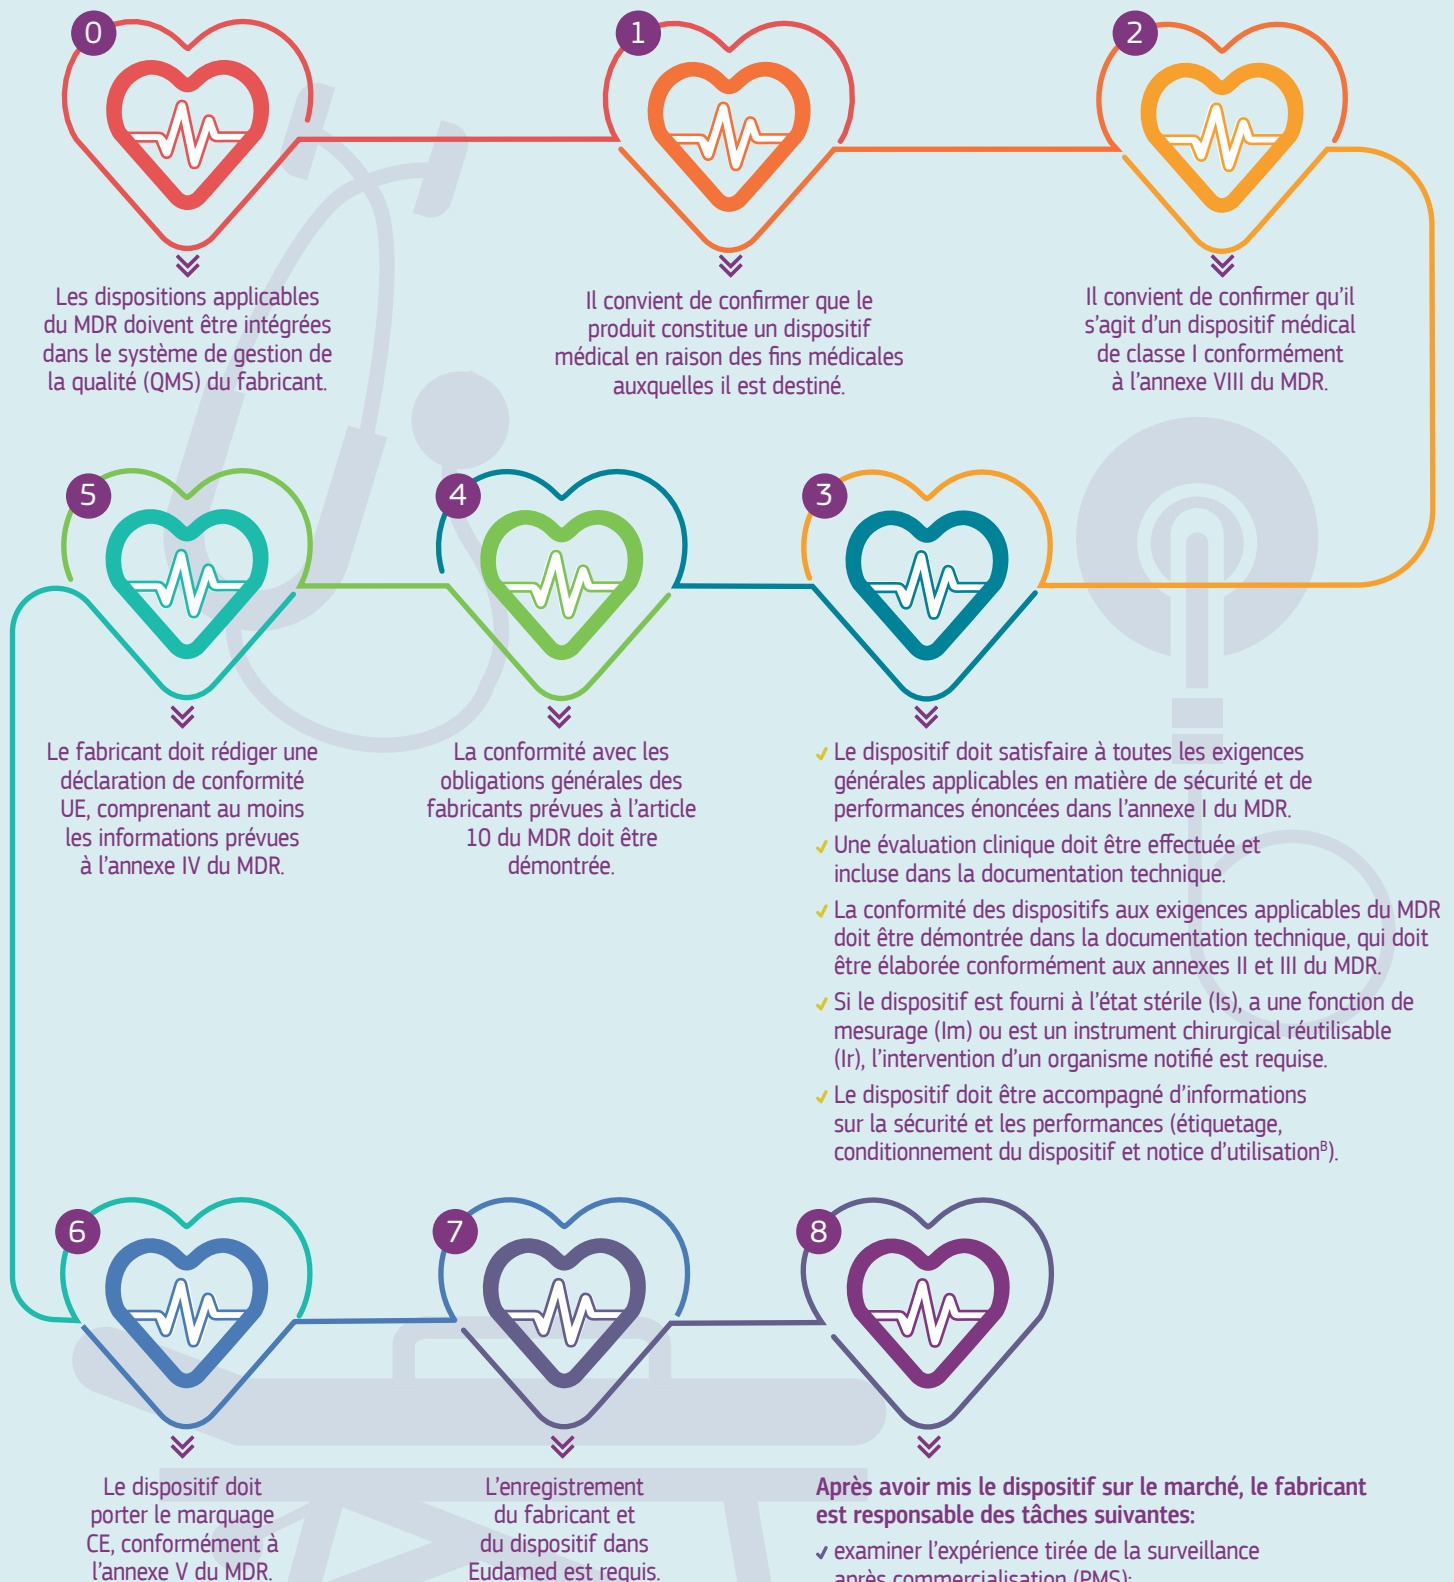 0
Les dispositions applicables
du MDR doivent être intégrées
dans le système de gestion de
la qualité (QMS) du fabricant.
1
Il convient de confirmer que le
produit constitue un dispositif
médical en raison des fins médicales
auxquelles il est destiné.
2
Il convient de confirmer qu’il
s’agit d’un dispositif médical
de classe I conformément
à l’annexe VIII du MDR.
3
✓ Le dispositif doit satisfaire à toutes les exigences
générales applicables en matière de sécurité et de
performances énoncées dans l’annexe I du MDR.
✓ Une évaluation clinique doit être effectuée et
incluse dans la documentation technique.
✓ La conformité des dispositifs aux exigences applicables du MDR
doit être démontrée dans la documentation technique, qui doit
être élaborée conformément aux annexes II et III du MDR.
✓ Si le dispositif est fourni à l’état stérile (Is), a une fonction de
mesurage (Im) ou est un instrument chirurgical réutilisable
(Ir), l’intervention d’un organisme notifié est requise.
✓ Le dispositif doit être accompagné d’informations
sur la sécurité et les performances (étiquetage,
conditionnement du dispositif et notice d’utilisationᴮ).
4
La conformité avec les
obligations générales des
fabricants prévues à l’article
10 du MDR doit être
démontrée.
5
Le fabricant doit rédiger une
déclaration de conformité
UE, comprenant au moins
les informations prévues
à l’annexe IV du MDR.
6
Le dispositif doit
porter le marquage
CE, conformément à
l’annexe V du MDR.
7
L’enregistrement
du fabricant et
du dispositif dans
Eudamed est requis.
8
Après avoir mis le dispositif sur le marché, le fabricant
est responsable des tâches suivantes:
✓ examiner l’expérience tirée de la surveillance
après commercialisation (PMS);